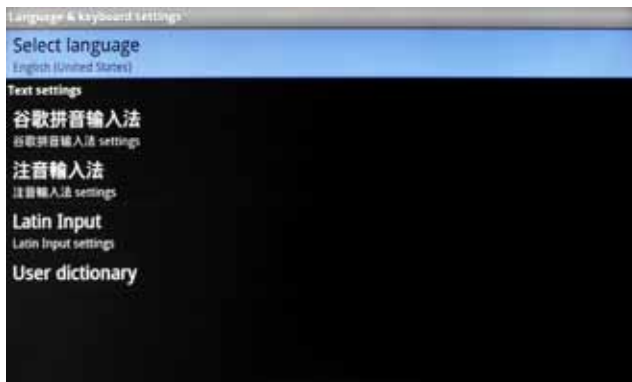 Language & keyboard settings
Select language
English (United States)
Text settings
谷歌拼音输入法
谷歌拼音输入法 settings
注音輸入法
注音輸入法 settings
Latin Input
Latin Input settings
User dictionary